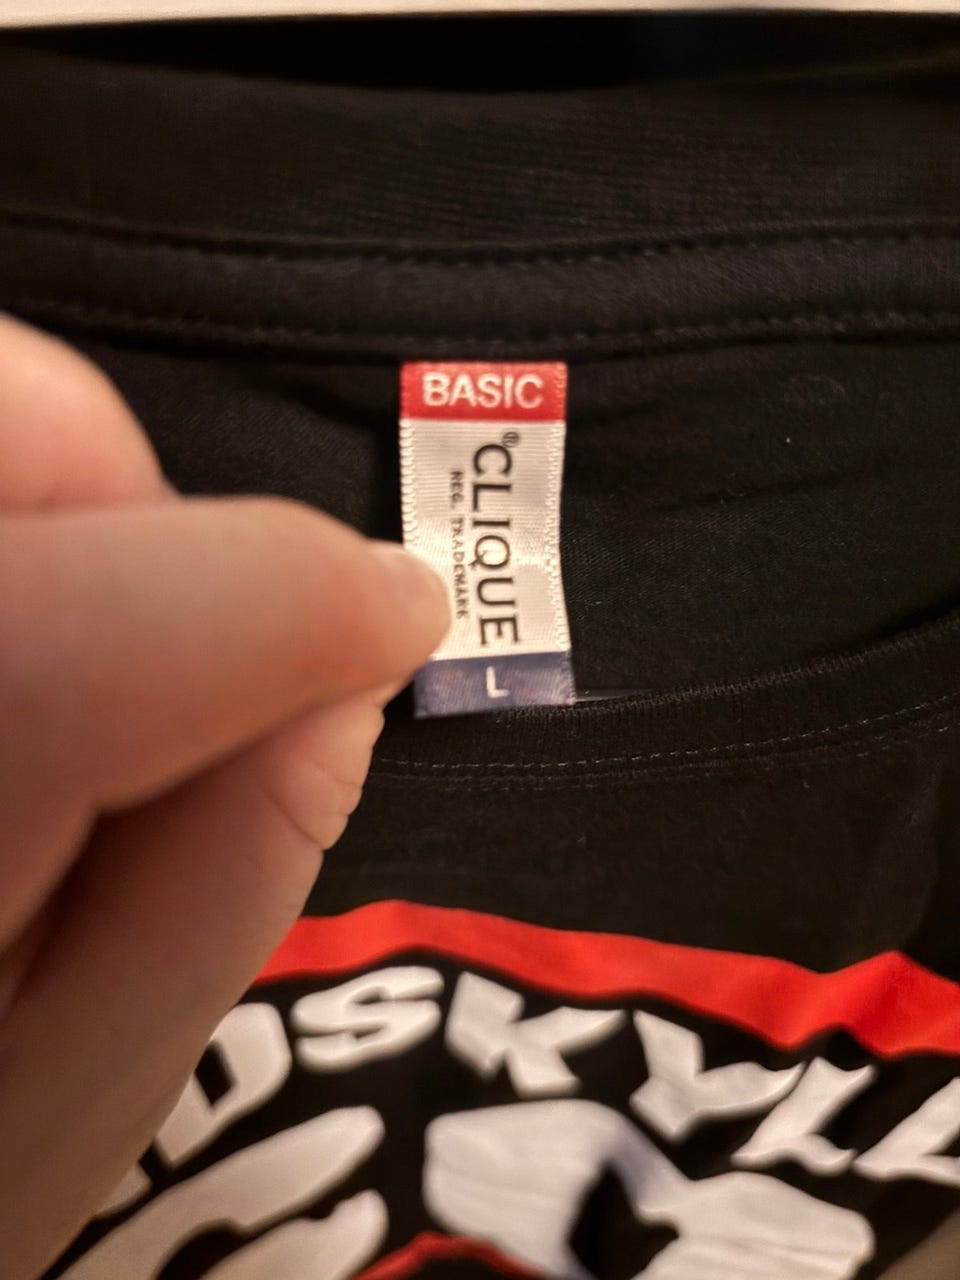 BASIC
CLIQUE®
REG. TRADEMARK
L